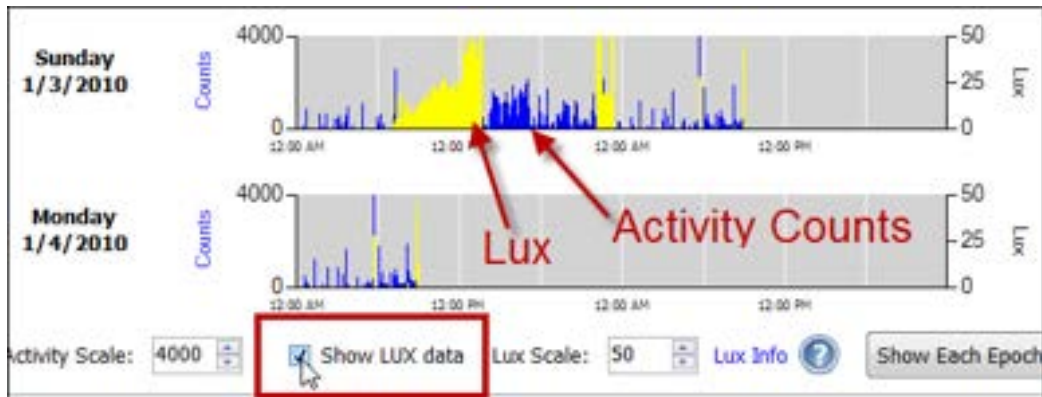 4000
50
Sunday
1/3/2010
Counts
25
Lux
0
0
12:00 AM
12:00 PM
12:00 AM
12:00 PM
4000
50
Monday
1/4/2010
Counts
Lux
Activity Counts
25
Lux
0
0
12:00 AM
12:00 PM
12:00 AM
12:00 PM
Activity Scale: 4000 Show LUX data Lux Scale: 50 Lux Info ? Show Each Epoch